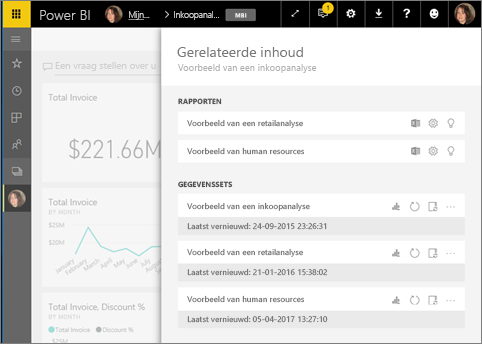 Power BI
Mijn...
Inkoopanal...
MBI
1
Gerelateerde inhoud
Voorbeeld van een inkoopanalyse
Een vraag stellen over u
Total Invoice
$221.66M
Total Invoice
BY MONTH
$25M
$20M
January
February
March
April
May
June
July
August
Total Invoice, Discount %
BY MONTH
Total Invoice Discount %
$25M
RAPPORTEN
Voorbeeld van een retailanalyse
Voorbeeld van human resources
GEGEVENSSETS
Voorbeeld van een inkoopanalyse
Laatst vernieuwd: 24-09-2015 23:26:31
Voorbeeld van een retailanalyse
Laatst vernieuwd: 21-01-2016 15:38:02
Voorbeeld van human resources
Laatst vernieuwd: 05-04-2017 13:27:10